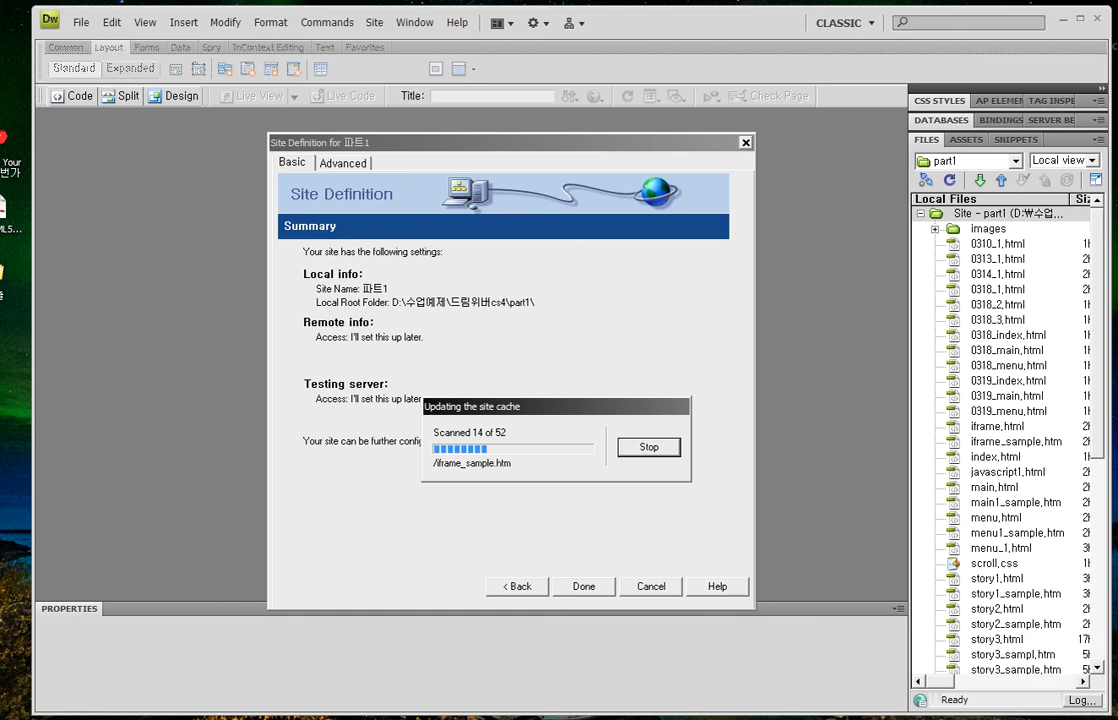 Dw File Edit View Insert Modify Format Commands Site Window Help CLASSIC
Common Layout Forms Data Spry InContext Editing Text Favorites
Standard Expanded
Code Split Design Live View Live Code Title: Check Page
Your
번가
Site Definition for 파트1
Basic Advanced
Site Definition
Summary
Your site has the following settings:
Local info:
Site Name: 파트1
Local Root Folder: D:\수업예제\드림위버cs4\part1\
Remote info:
Access: I'll set this up later.
Testing server:
Access: I'll set this up later
Your site can be further
Updating the site cache
Scanned 14 of 52
/iframe_sample.htm
Stop
< Back Done Cancel Help
PROPERTIES
CSS STYLES AP ELEMEN TAG INSPE
DATABASES BINDINGS SERVER BE
FILES ASSETS SNIPPETS
part1 Local view
Local Files
Site - part1 (D:₩수업...
images
0310_1.html
0313_1.html
0314_1.html
0318_1.html
0318_2.html
0318_3.html
0318_index.html
0318_main.html
0318_menu.html
0319_index.html
0319_main.html
0319_menu.html
iframe.html
iframe_sample.htm
index.html
javascript1.html
main.html
main1_sample.htm
menu.html
menu1_sample.htm
menu_1.html
scroll.css
story1.html
story1_sample.htm
story2.html
story2_sample.htm
story3.html
story3_sampl.htm
story3_sample.htm
Ready Log...